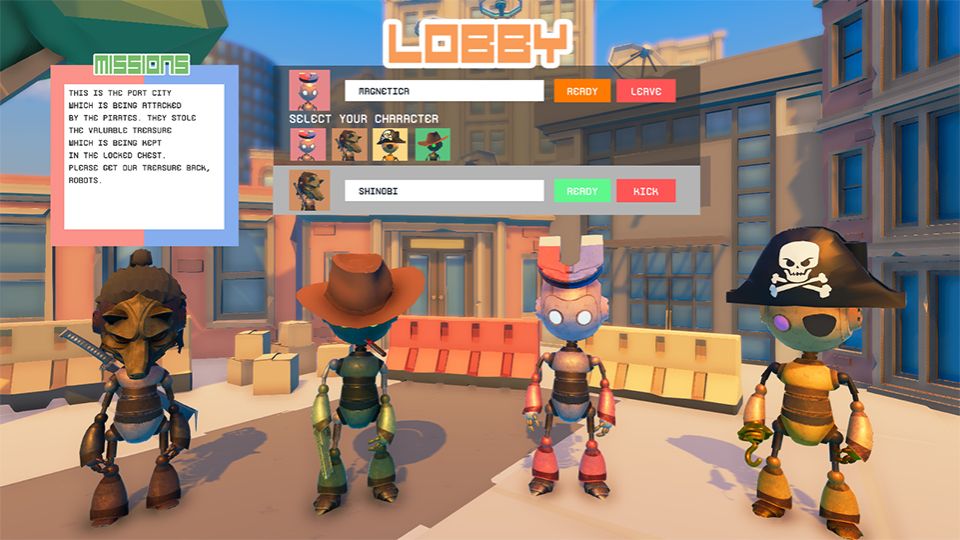 LOBBY
MISSIONS
THIS IS THE PORT CITY
WHICH IS BEING ATTACKED
BY THE PIRATES. THEY STOLE
THE VALUABLE TREASURE
WHICH IS BEING KEPT
IN THE LOCKED CHEST.
PLEASE GET OUR TREASURE BACK,
ROBOTS.
MAGNETICA READY LEAVE
SELECT YOUR CHARACTER
SHINOBI READY KICK